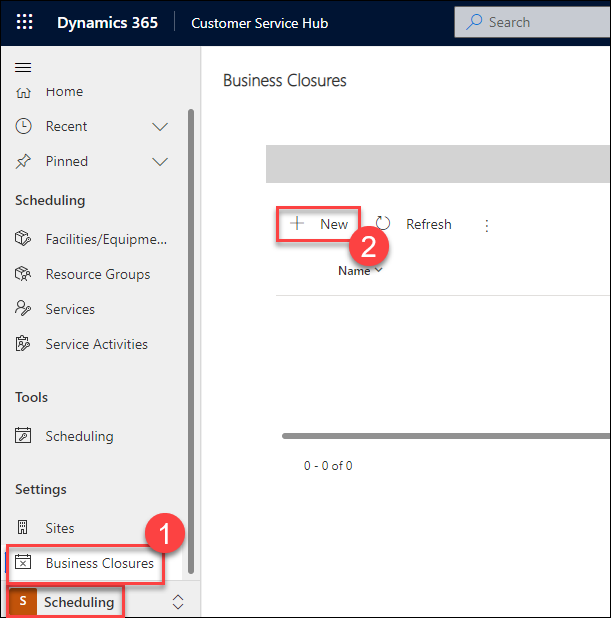 Dynamics 365 Customer Service Hub Search
Home
Recent
Pinned
Scheduling
Facilities/Equipme...
Resource Groups
Services
Service Activities
Tools
Scheduling
Settings
Sites
1
Business Closures
S Scheduling
Business Closures
New Refresh
2
Name
0 - 0 of 0